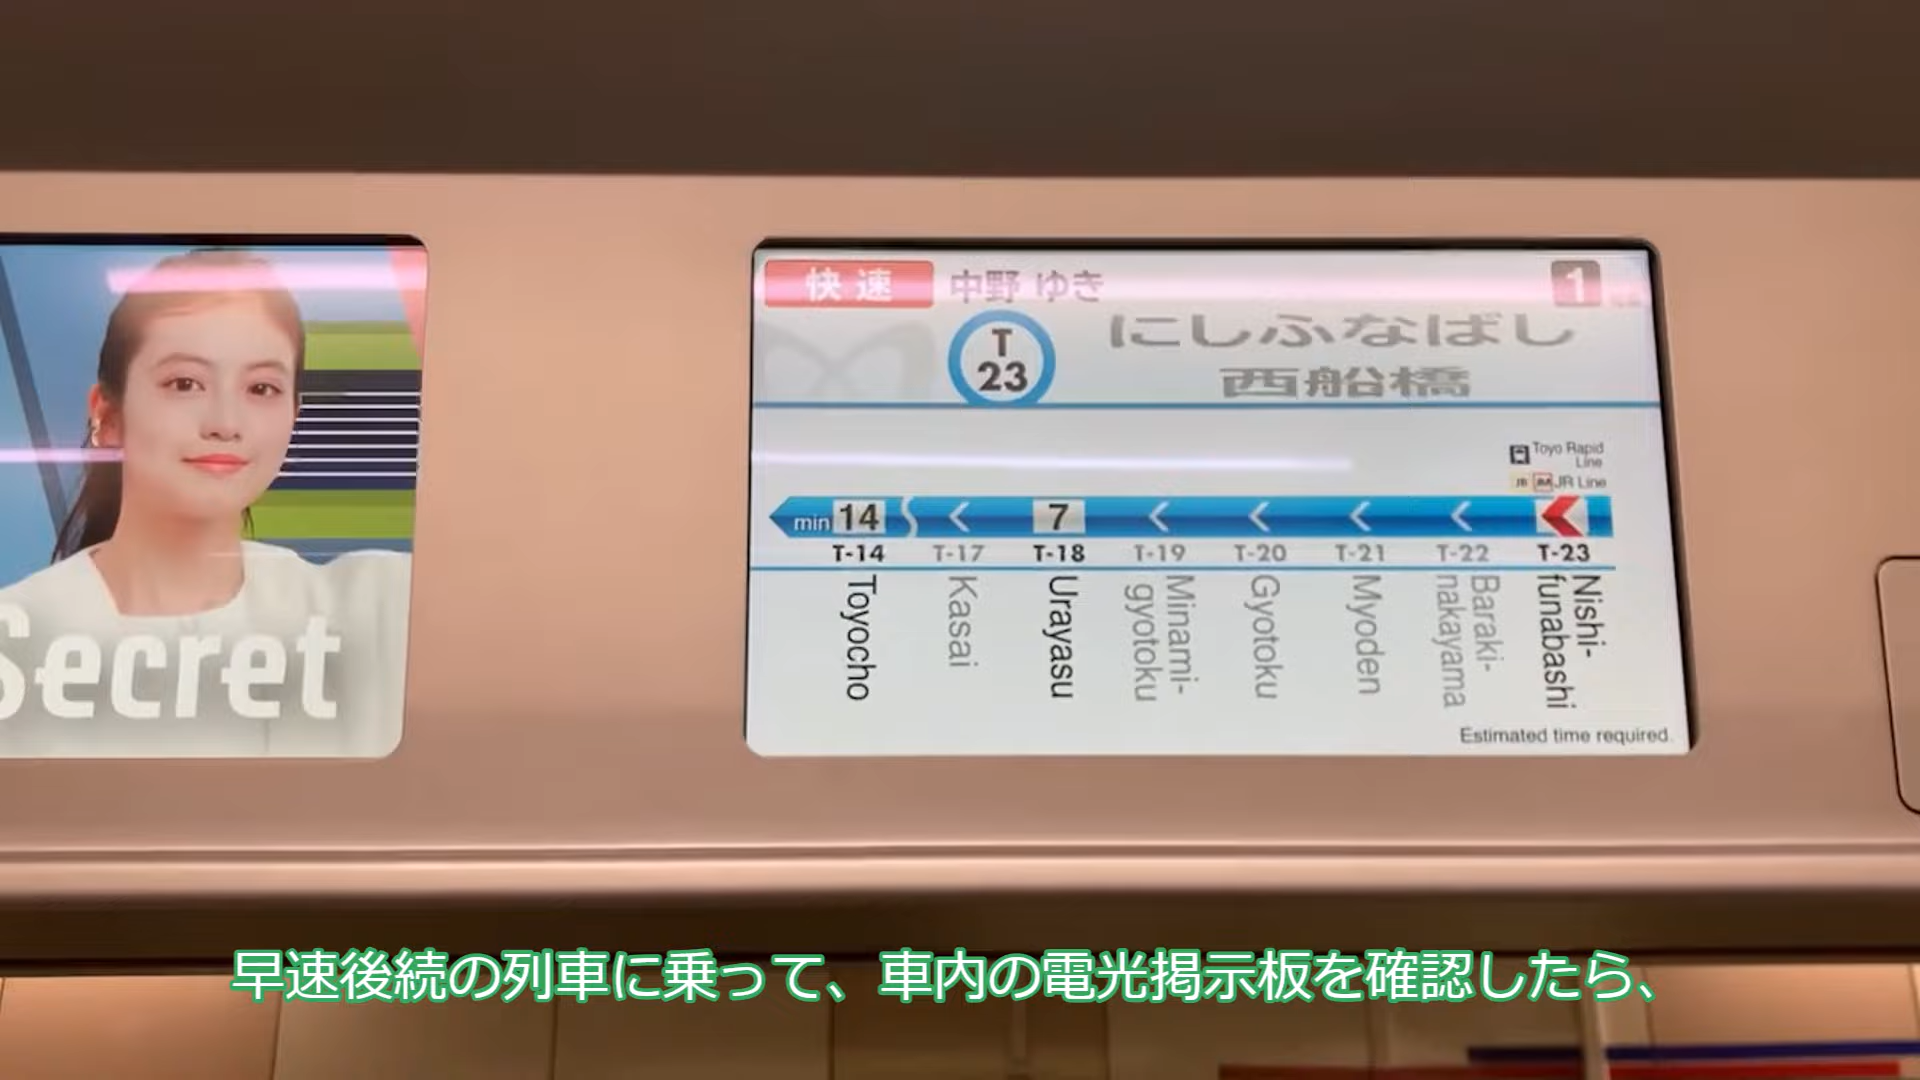 快速 中野 ゆき 1
T
23
にしふなばし
西船橋
Toyo Rapid
Line
JR Line
min 14 7
T-14 T-17 T-18 T-19 T-20 T-21 T-22 T-23
Toyocho
Kasai
Urayasu
Minami-
gyotoku
Gyotoku
Myoden
Baraki-
nakayama
Nishi-
funabashi
Estimated time required.
Secret
早速後続の列車に乗って、車内の電光掲示板を確認したら、